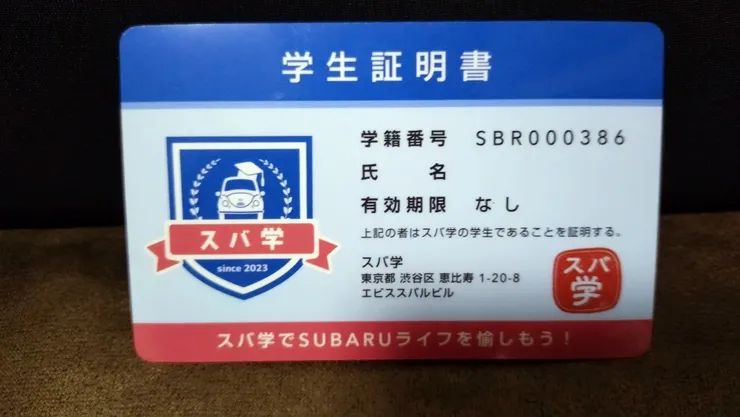 学生証明書
学籍番号 SBR000386
氏名
有効期限 なし
上記の者はスバ学の学生であることを証明する。
スバ学
since 2023
スバ学
東京都 渋谷区 恵比寿 1-20-8
エビススバルビル
スバ学
スバ学でSUBARUライフを愉しもう！